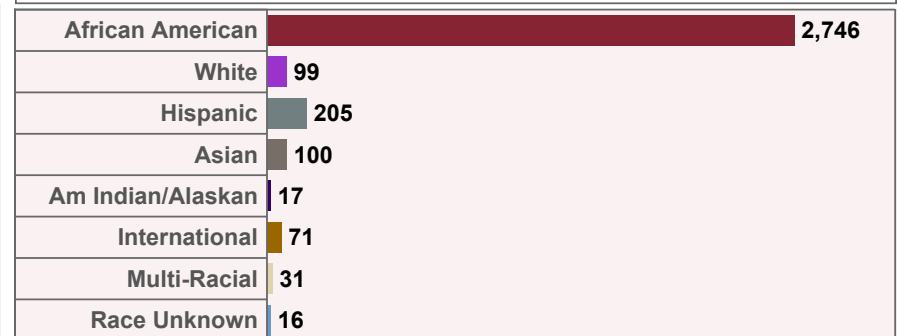 African American 2,746
White 99
Hispanic 205
Asian 100
Am Indian/Alaskan 17
International 71
Multi-Racial 31
Race Unknown 16